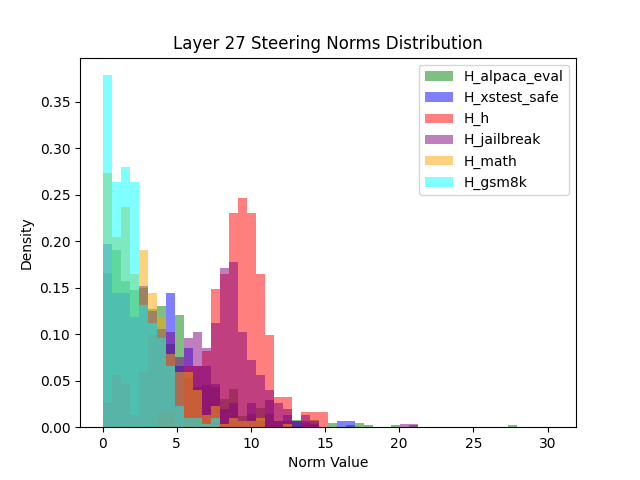 Layer 27 Steering Norms Distribution
H_alpaca_eval
H_xstest_safe
H_h
H_jailbreak
H_math
H_gsm8k
0.35
0.30
0.25
0.20
0.15
0.10
0.05
0.00
Density
0 5 10 15 20 25 30
Norm Value